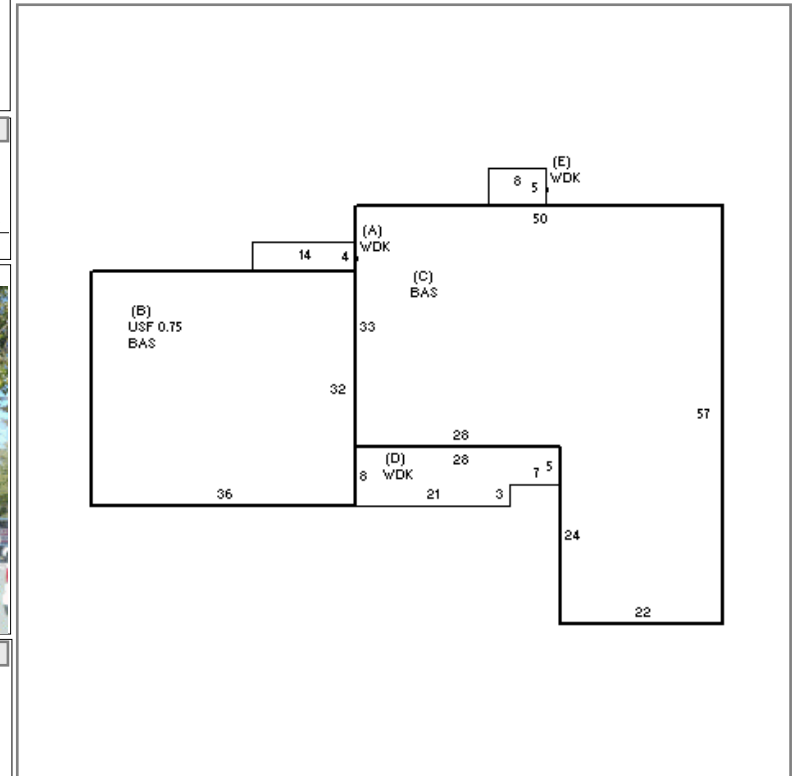 (E)
8 5 WDK
50
(A)
WDK
14 4
(C)
BAS
(B)
USF 0.75
BAS
33
32
57
28
(D) 28
8 WDK 7 5
36 21 3
24
22